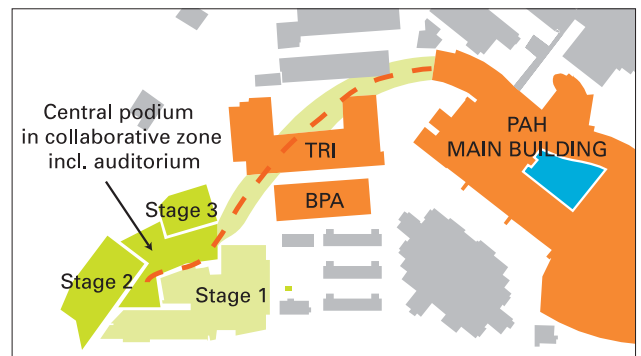 Central podium
in collaborative zone
incl. auditorium
TRI
PAH
MAIN BUILDING
BPA
Stage 3
Stage 2
Stage 1